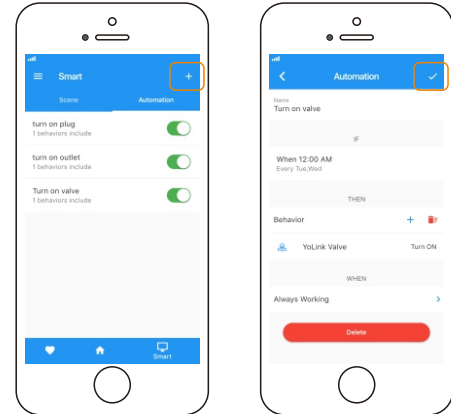 Smart
Scene
Automation
turn on plug
1 behaviors include
turn on outlet
1 behaviors include
Turn on valve
1 behaviors include
Smart
Automation
Name
Turn on valve
IF
When 12:00 AM
Every Tue,Wed
THEN
Behavior
YoLink Valve
Turn ON
WHEN
Always Working
Delete